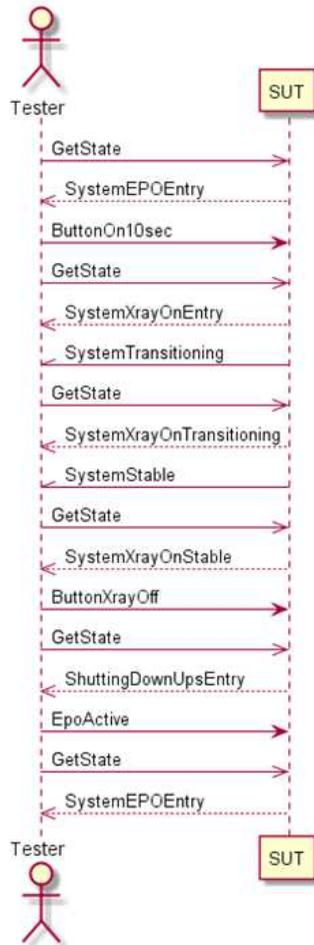 Tester
SUT
GetState
SystemEPOEntry
ButtonOn10sec
GetState
SystemXrayOnEntry
SystemTransitioning
GetState
SystemXrayOnTransitioning
SystemStable
GetState
SystemXrayOnStable
ButtonXrayOff
GetState
ShuttingDownUpsEntry
EpoActive
GetState
SystemEPOEntry
Tester
SUT